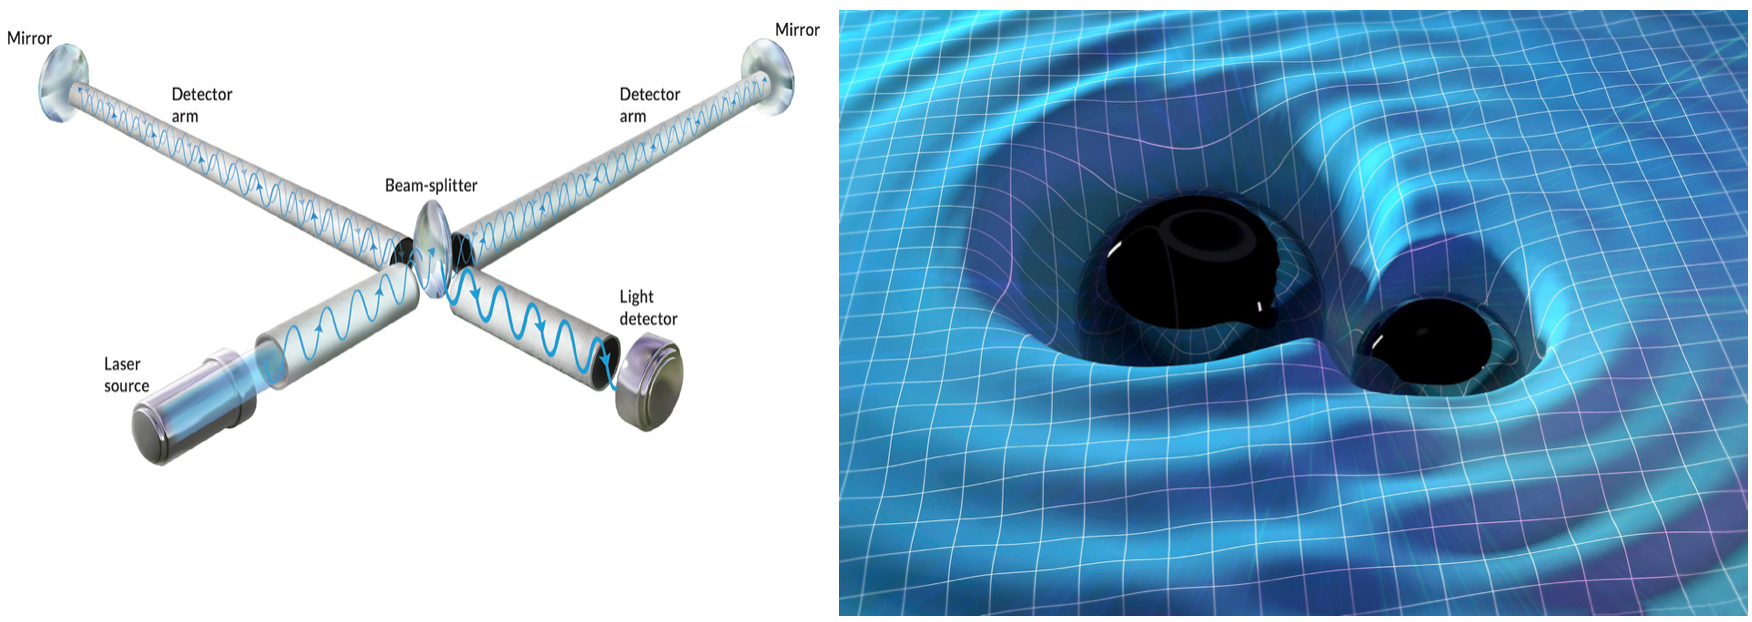 Mirror
Mirror
Detector
arm
Detector
arm
Beam-splitter
Light
detector
Laser
source